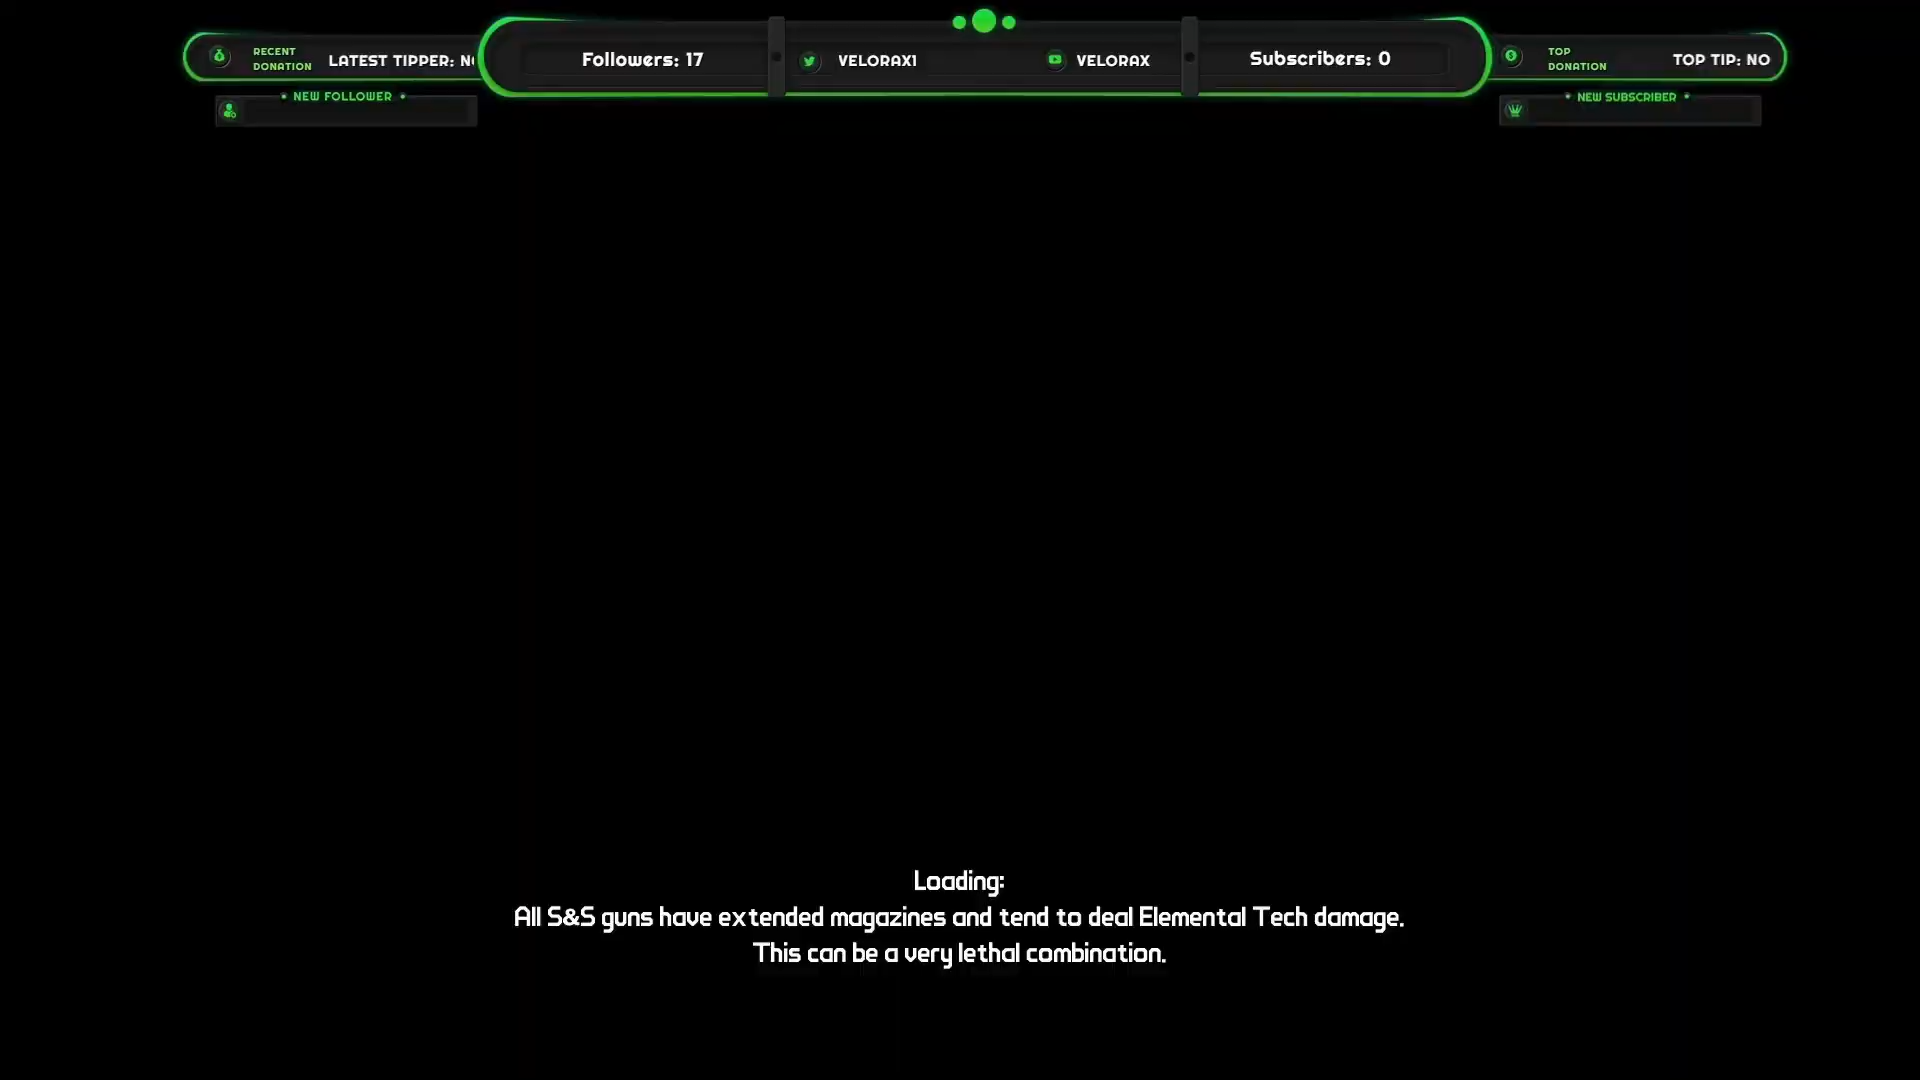 RECENT
DONATION
LATEST TIPPER:
Followers: 17
VELORAX1
VELORAX
Subscribers: 0
TOP
DONATION
TOP TIP: NO
NEW FOLLOWER
NEW SUBSCRIBER
Loading:
All S&S guns have extended magazines and tend to deal Elemental Tech damage.
This can be a very lethal combination.